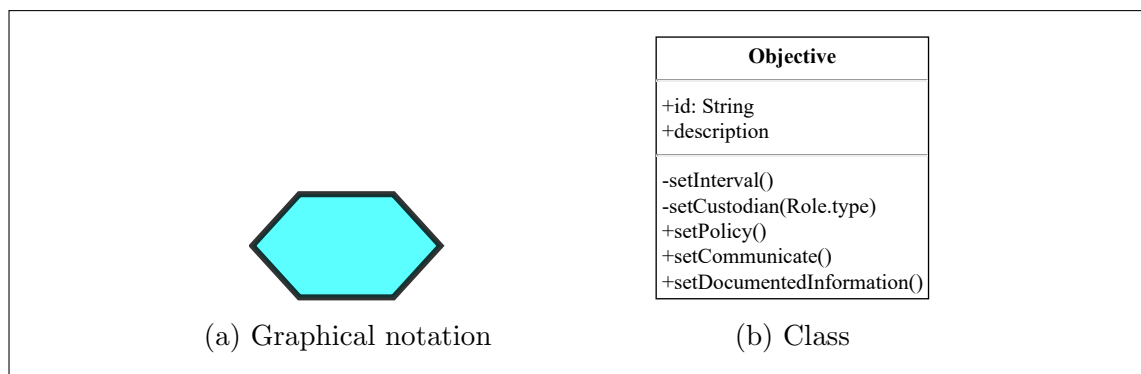 Objective
+id: String
+description
-setInterval()
-setCustodian(Role.type)
+setPolicy()
+setCommunicate()
+setDocumentedInformation()
(a) Graphical notation
(b) Class